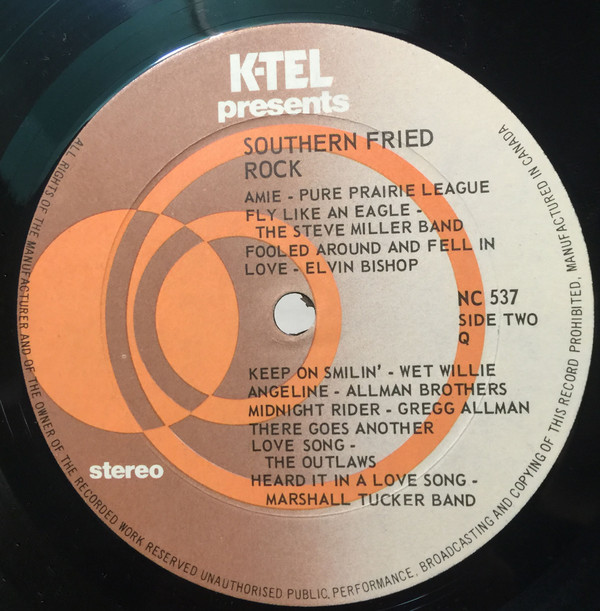 K-TEL
presents
SOUTHERN FRIED
ROCK
AMIE - PURE PRAIRIE LEAGUE
FLY LIKE AN EAGLE -
THE STEVE MILLER BAND
FOOLED AROUND AND FELL IN
LOVE - ELVIN BISHOP
NC 537
SIDE TWO
Q
KEEP ON SMILIN' - WET WILLIE
ANGELINE - ALLMAN BROTHERS
MIDNIGHT RIDER - GREGG ALLMAN
THERE GOES ANOTHER
LOVE SONG -
THE OUTLAWS
HEARD IT IN A LOVE SONG -
MARSHALL TUCKER BAND
stereo
ALL RIGHTS OF THE MANUFACTURER AND OF THE OWNER OF THE RECORDED WORK RESERVED UNAUTHORISED PUBLIC, PERFORMANCE, BROADCASTING AND COPYING OF THIS RECORD PROHIBITED, MANUFACTURED IN CANADA